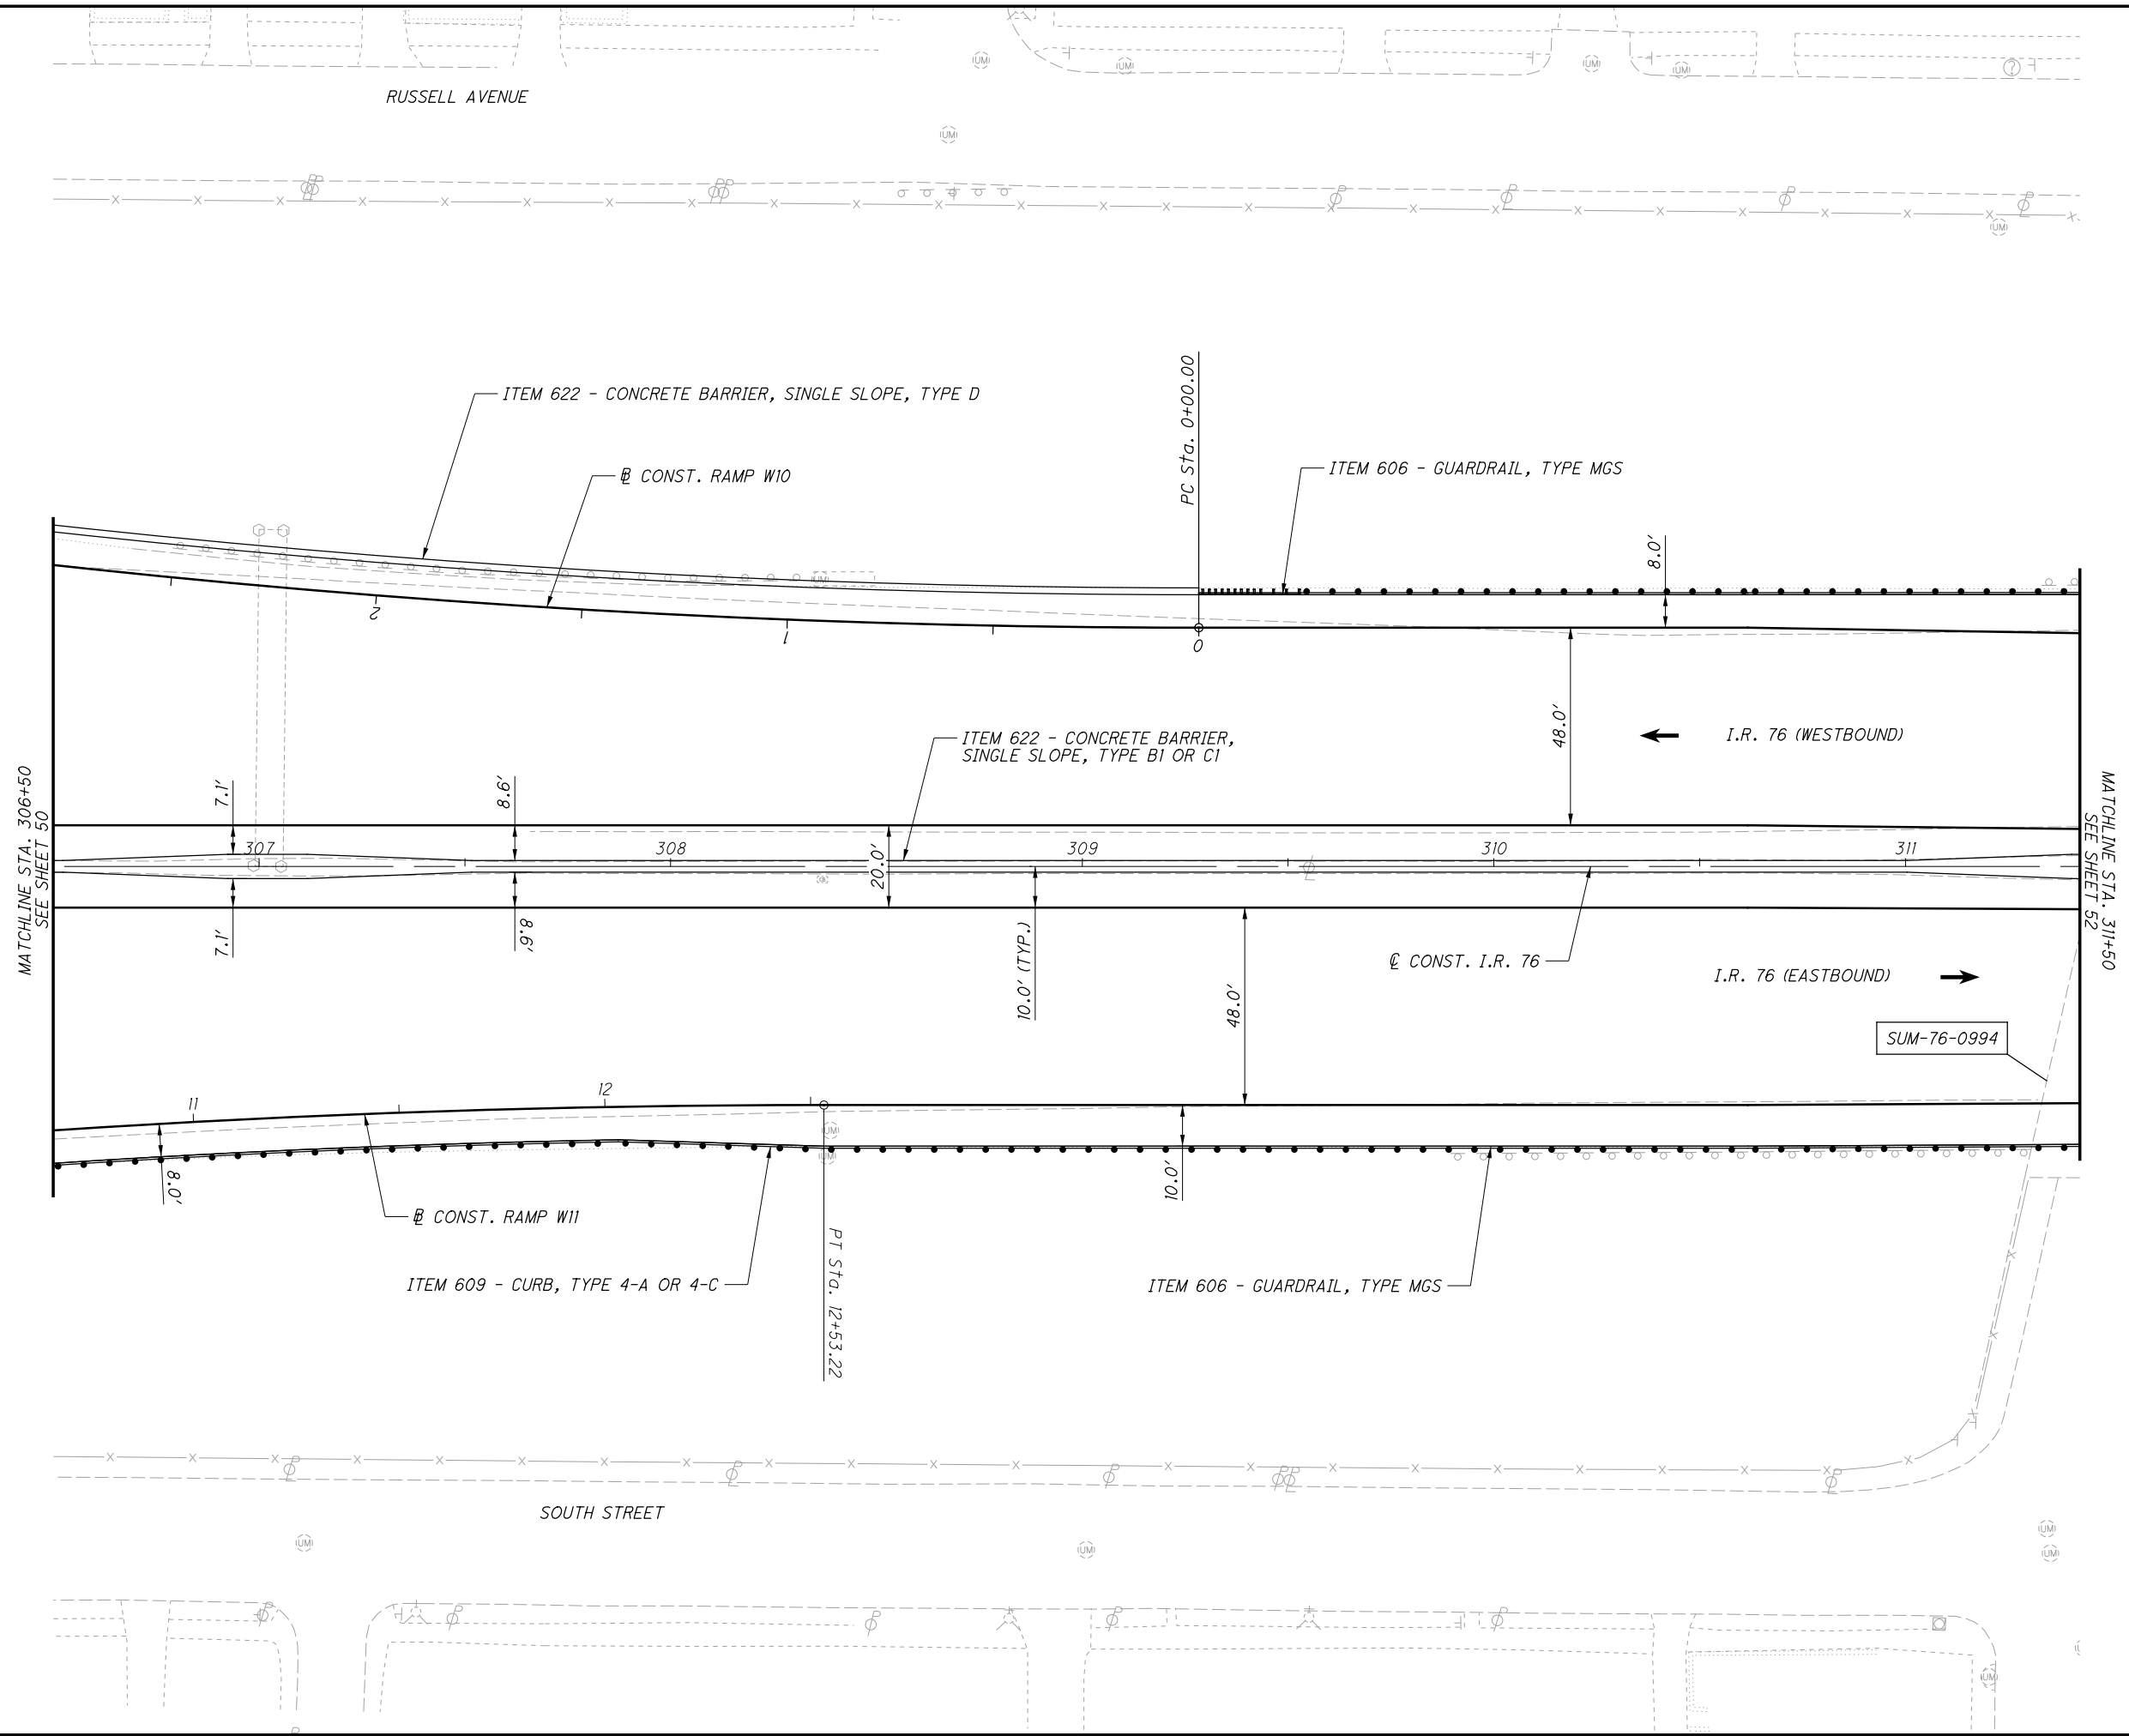 RUSSELL AVENUE
ITEM 622 - CONCRETE BARRIER, SINGLE SLOPE, TYPE D
PC Sta. 0+00.00
ITEM 606 - GUARDRAIL, TYPE MGS
CONST. RAMP W10
8.0'
2
1
0
48.0'
I.R. 76 (WESTBOUND)
ITEM 622 - CONCRETE BARRIER,
SINGLE SLOPE, TYPE B1 OR C1
MATCHLINE STA. 306+50
SEE SHEET 50
7.1'
8.6'
307
308
309
310
311
20.0'
7.1'
8.6'
10.0' (TYP.)
℄ CONST. I.R. 76
48.0'
I.R. 76 (EASTBOUND)
MATCHLINE STA. 311+50
SEE SHEET 52
SUM-76-0994
11
12
8.0'
10.0'
CONST. RAMP W11
PT Sta. 12+53.22
ITEM 609 - CURB, TYPE 4-A OR 4-C
ITEM 606 - GUARDRAIL, TYPE MGS
SOUTH STREET